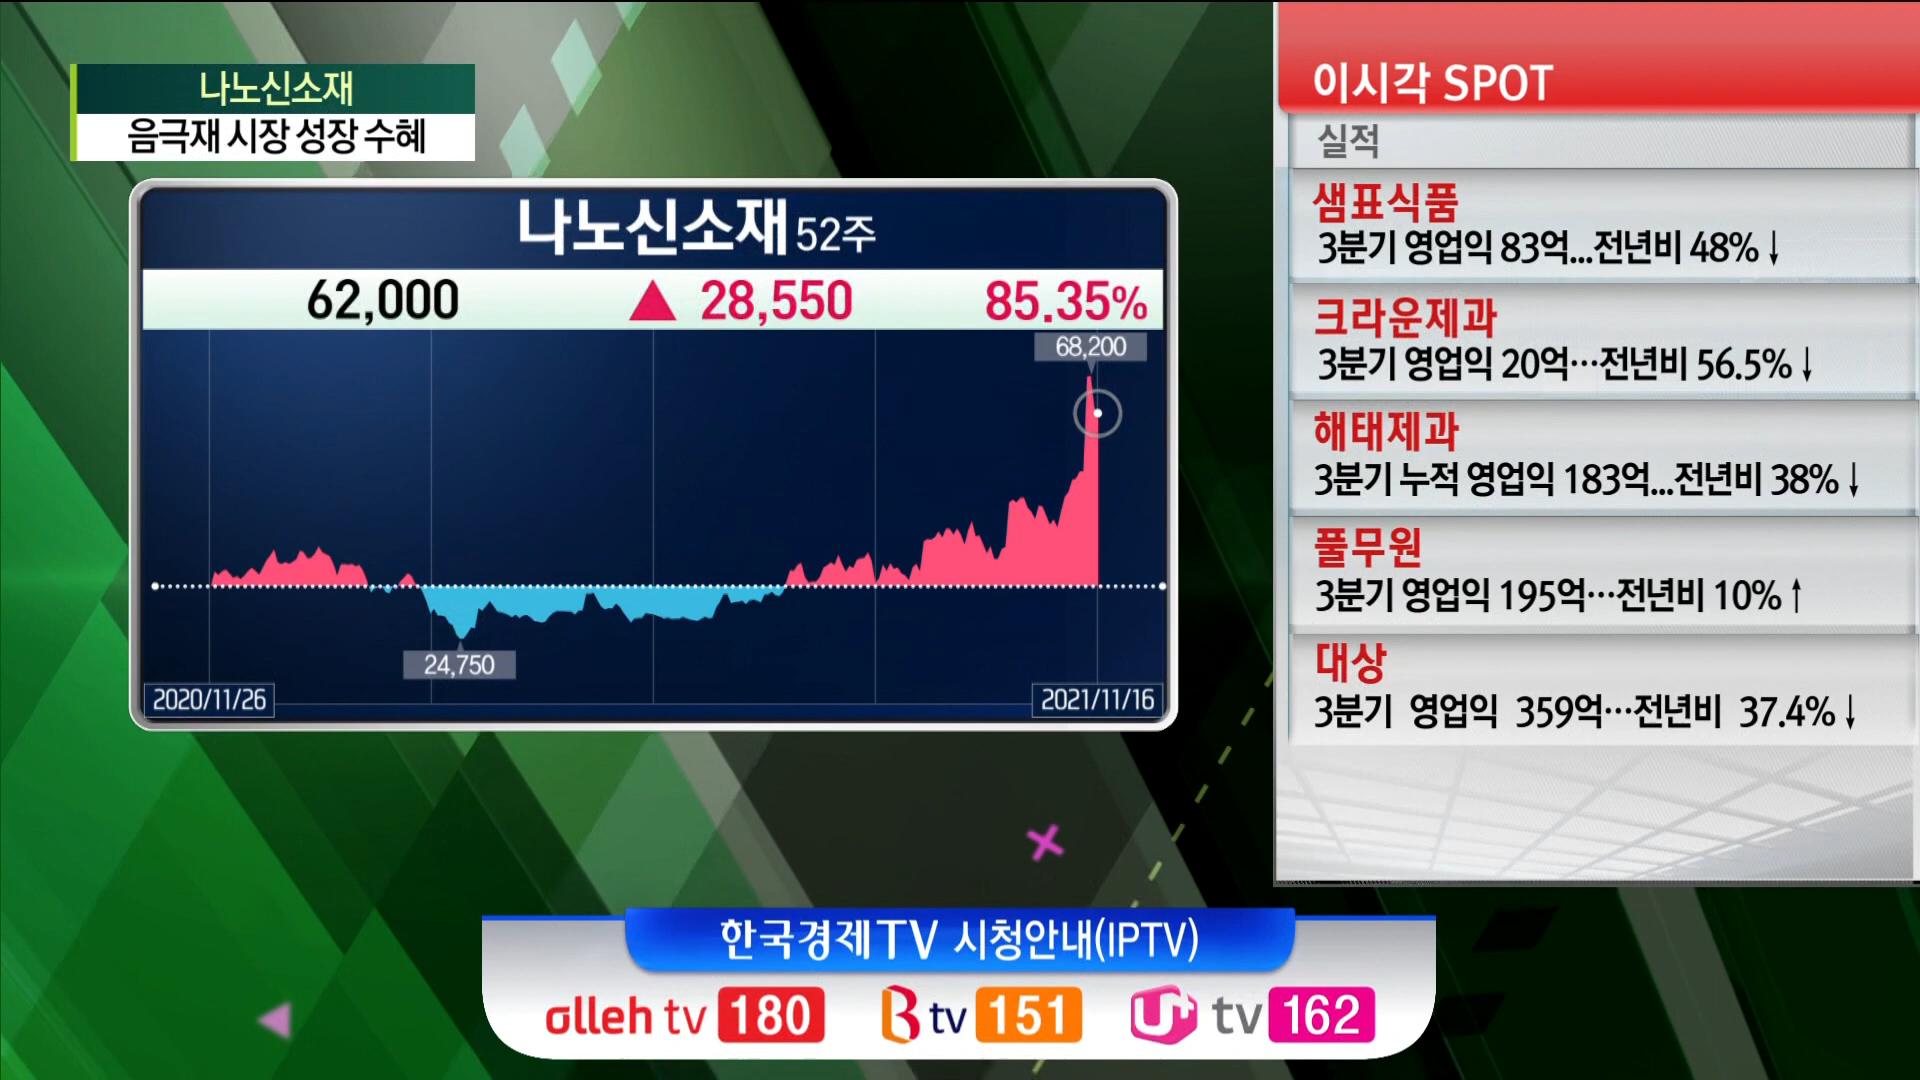 나노신소재
음극재 시장 성장 수혜
나노신소재 52주
62,000 ▲ 28,550 85.35%
68,200
24,750
2020/11/26
2021/11/16
이시각 SPOT
실적
샘표식품
3분기 영업익 83억...전년비 48%↓
크라운제과
3분기 영업익 20억…전년비 56.5%↓
해태제과
3분기 누적 영업익 183억...전년비 38%↓
풀무원
3분기 영업익 195억…전년비 10%↑
대상
3분기 영업익 359억…전년비 37.4%↓
한국경제TV 시청안내(IPTV)
olleh tv 180 B tv 151 U+ tv 162